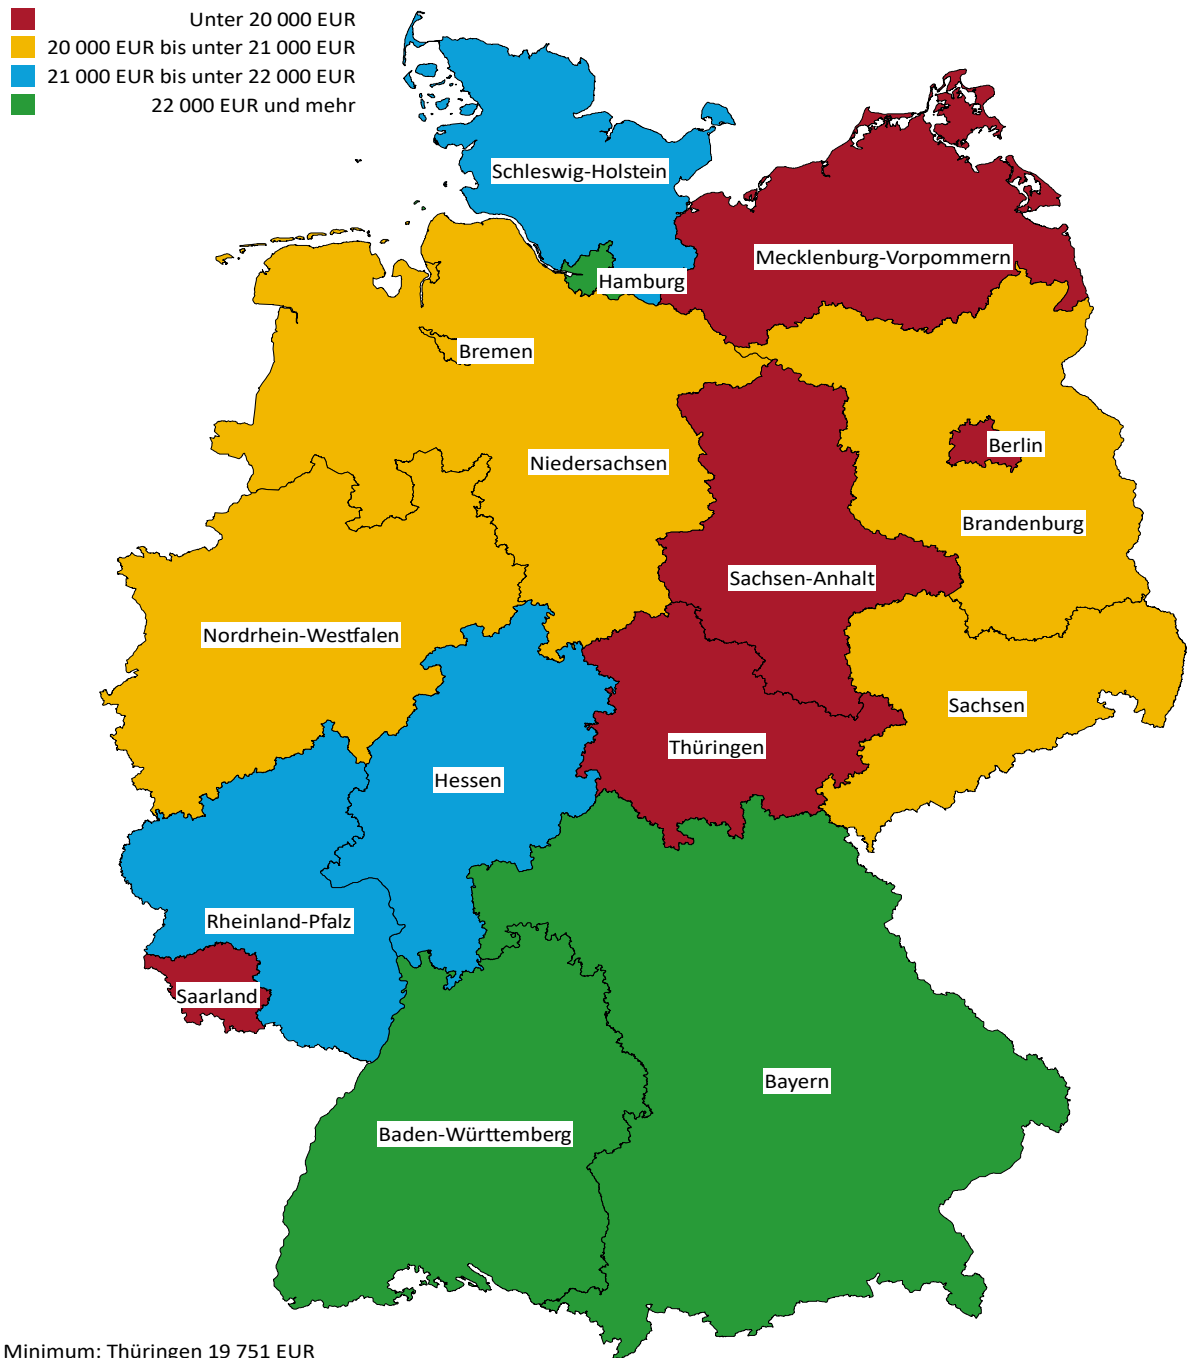 Unter 20 000 EUR
20 000 EUR bis unter 21 000 EUR
21 000 EUR bis unter 22 000 EUR
22 000 EUR und mehr
Schleswig-Holstein
Mecklenburg-Vorpommern
Hamburg
Bremen
Berlin
Niedersachsen
Brandenburg
Sachsen-Anhalt
Nordrhein-Westfalen
Sachsen
Thüringen
Hessen
Rheinland-Pfalz
Saarland
Bayern
Baden-Württemberg
Minimum: Thüringen 19 751 EUR